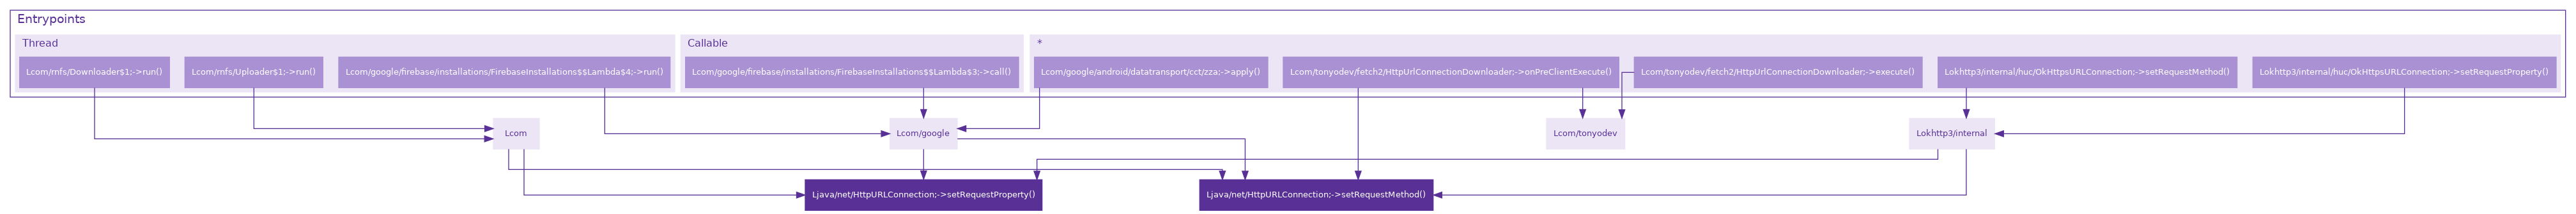 Entrypoints
Thread
Callable
*
Lcom/rnfs/Downloader$1;->run()
Lcom/rnfs/Uploader$1;->run()
Lcom/google/firebase/installations/FirebaseInstallations$$Lambda$4;->run()
Lcom/google/firebase/installations/FirebaseInstallations$$Lambda$3;->call()
Lcom/google/android/datatransport/cct/zza;->apply()
Lcom/tonyodev/fetch2/HttpUrlConnectionDownloader;->onPreClientExecute()
Lcom/tonyodev/fetch2/HttpUrlConnectionDownloader;->execute()
Lokhttp3/internal/huc/OkHttpsURLConnection;->setRequestMethod()
Lokhttp3/internal/huc/OkHttpsURLConnection;->setRequestProperty()
Lcom
Lcom/google
Lcom/tonyodev
Lokhttp3/internal
Ljava/net/HttpURLConnection;->setRequestProperty()
Ljava/net/HttpURLConnection;->setRequestMethod()